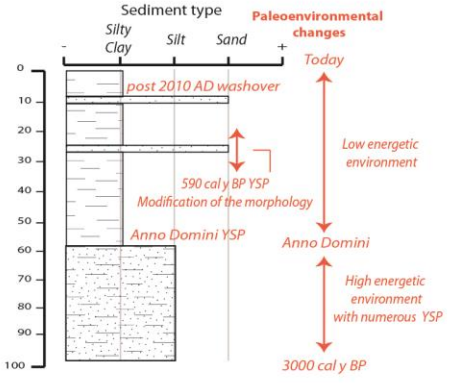 Sediment type
Paleoenvironmental
changes
Silty
Clay
Silt
Sand
-
+
Today
0
post 2010 AD washover
10
20
Low energetic
environment
30
590 cal y BP YSP
40
Modification of the morphology
50
Anno Domini YSP
Anno Domini
60
70
High energetic
environment
with numerous YSP
80
90
100
3000 cal y BP